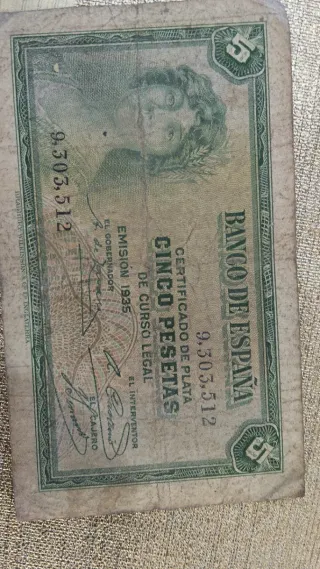 5
BANCO DE ESPAÑA
5
9,303,512
CERTIFICADO DE PLATA
CINCO PESETAS
DE CURSO LEGAL
EMISION 1935
EL GOBERNADOR
EL INTERVENTOR
EL CAJERO
9,303,512